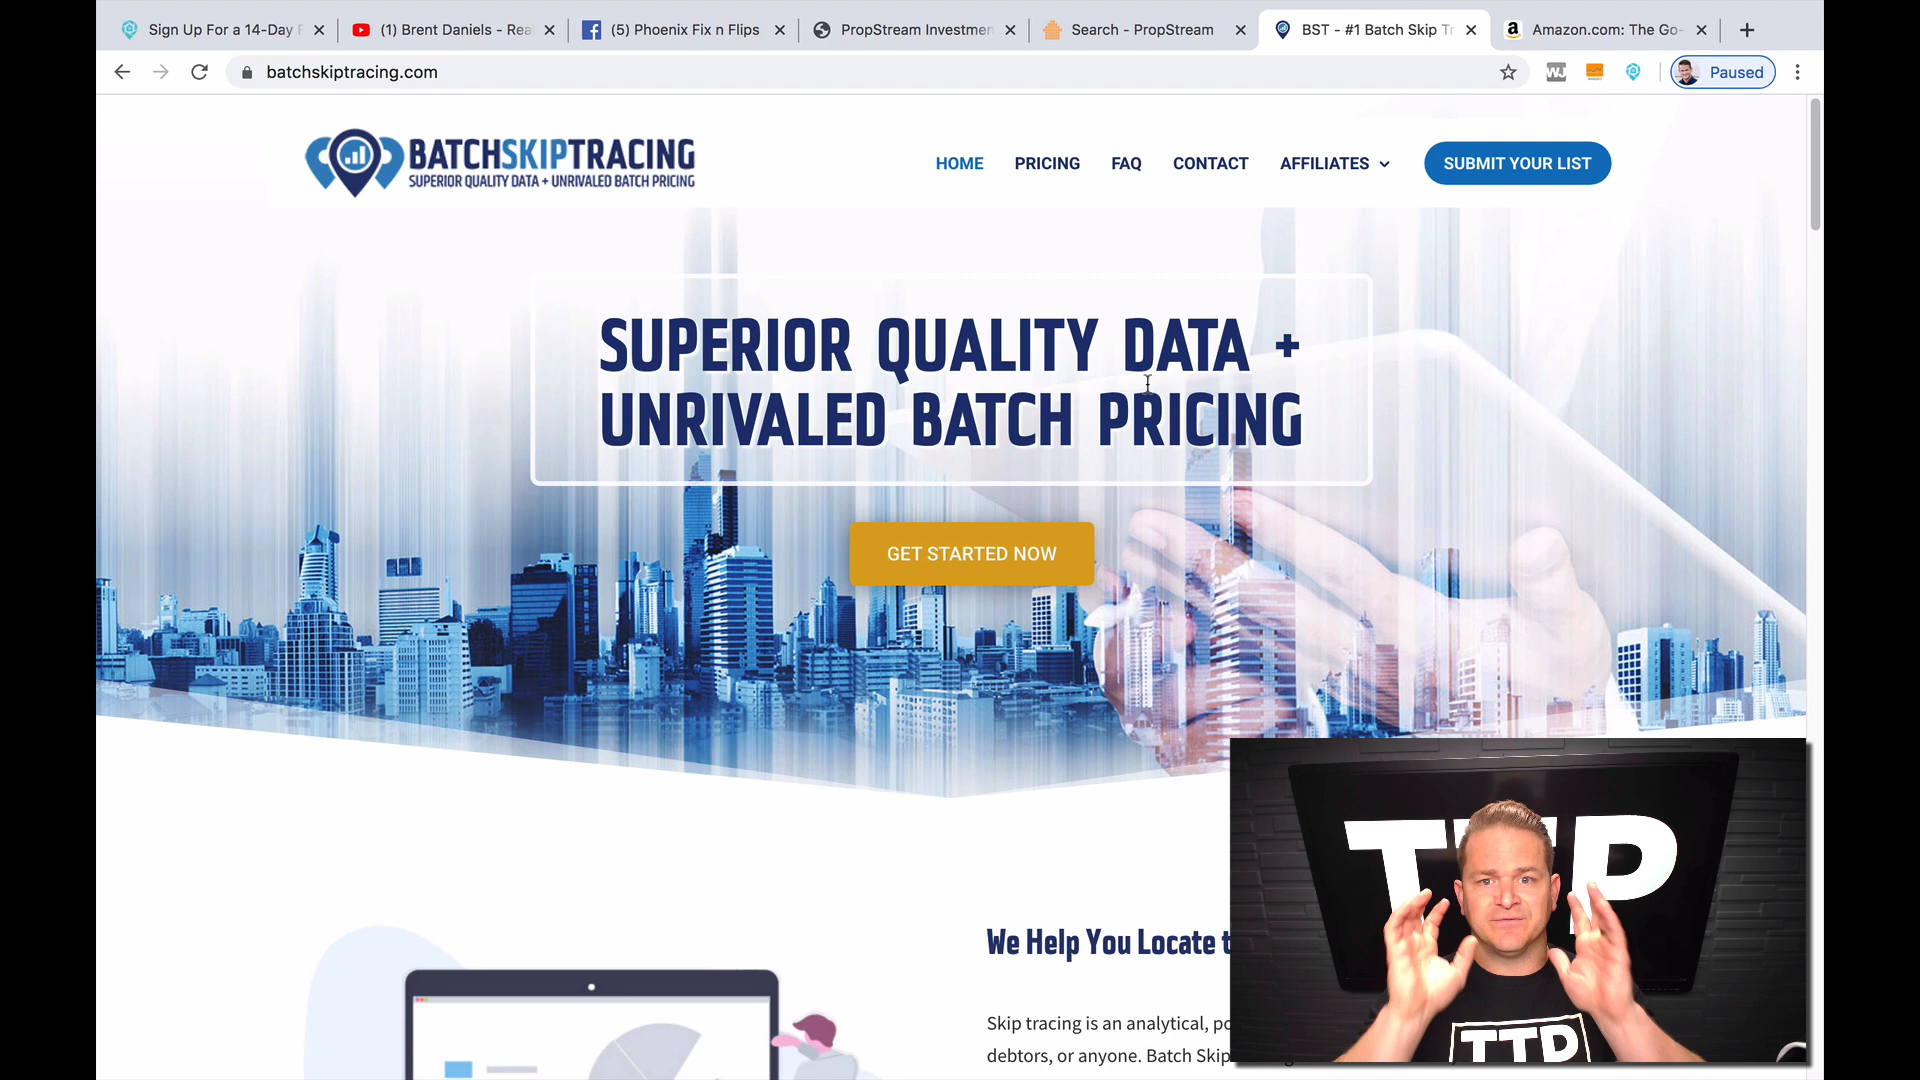 Sign Up For a 14-Day F
(1) Brent Daniels - Rea
(5) Phoenix Fix n Flips
PropStream Investmen
Search - PropStream
BST - #1 Batch Skip Tr
Amazon.com: The Go-
batchskiptracing.com
WJ
Paused
BATCHSKIPTRACING
SUPERIOR QUALITY DATA + UNRIVALED BATCH PRICING
HOME
PRICING
FAQ
CONTACT
AFFILIATES
SUBMIT YOUR LIST
SUPERIOR QUALITY DATA +
UNRIVALED BATCH PRICING
GET STARTED NOW
We Help You Locate t
Skip tracing is an analytical, po
debtors, or anyone. Batch Skip
TTP
TTP